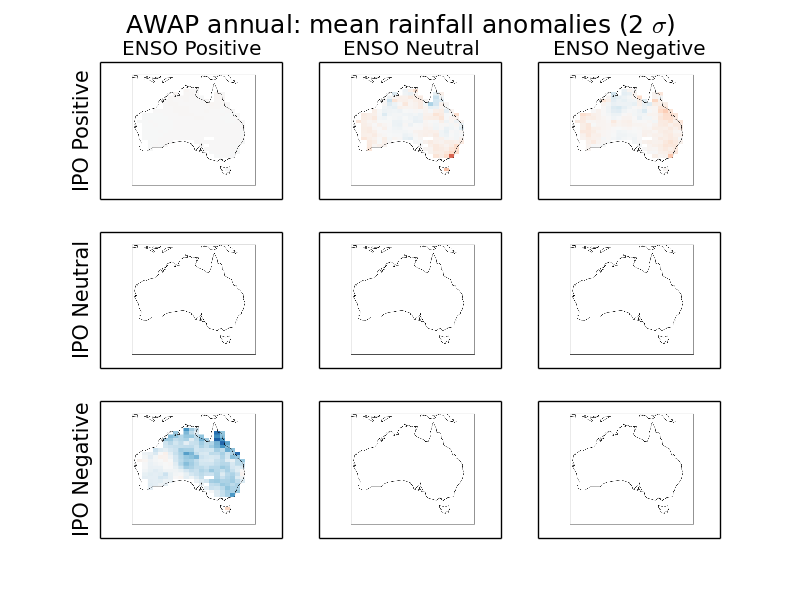 AWAP annual: mean rainfall anomalies (2 σ)
ENSO Positive ENSO Neutral ENSO Negative
IPO Positive
IPO Neutral
IPO Negative